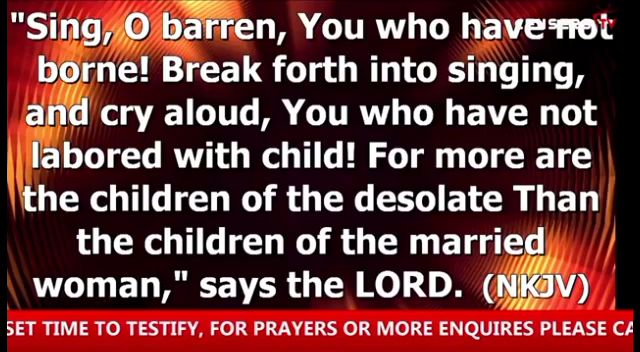 "Sing, O barren, You who have not
borne! Break forth into singing,
and cry aloud, You who have not
labored with child! For more are
the children of the desolate Than
the children of the married
woman," says the LORD. (NKJV)
SET TIME TO TESTIFY, FOR PRAYERS OR MORE ENQUIRES PLEASE CA